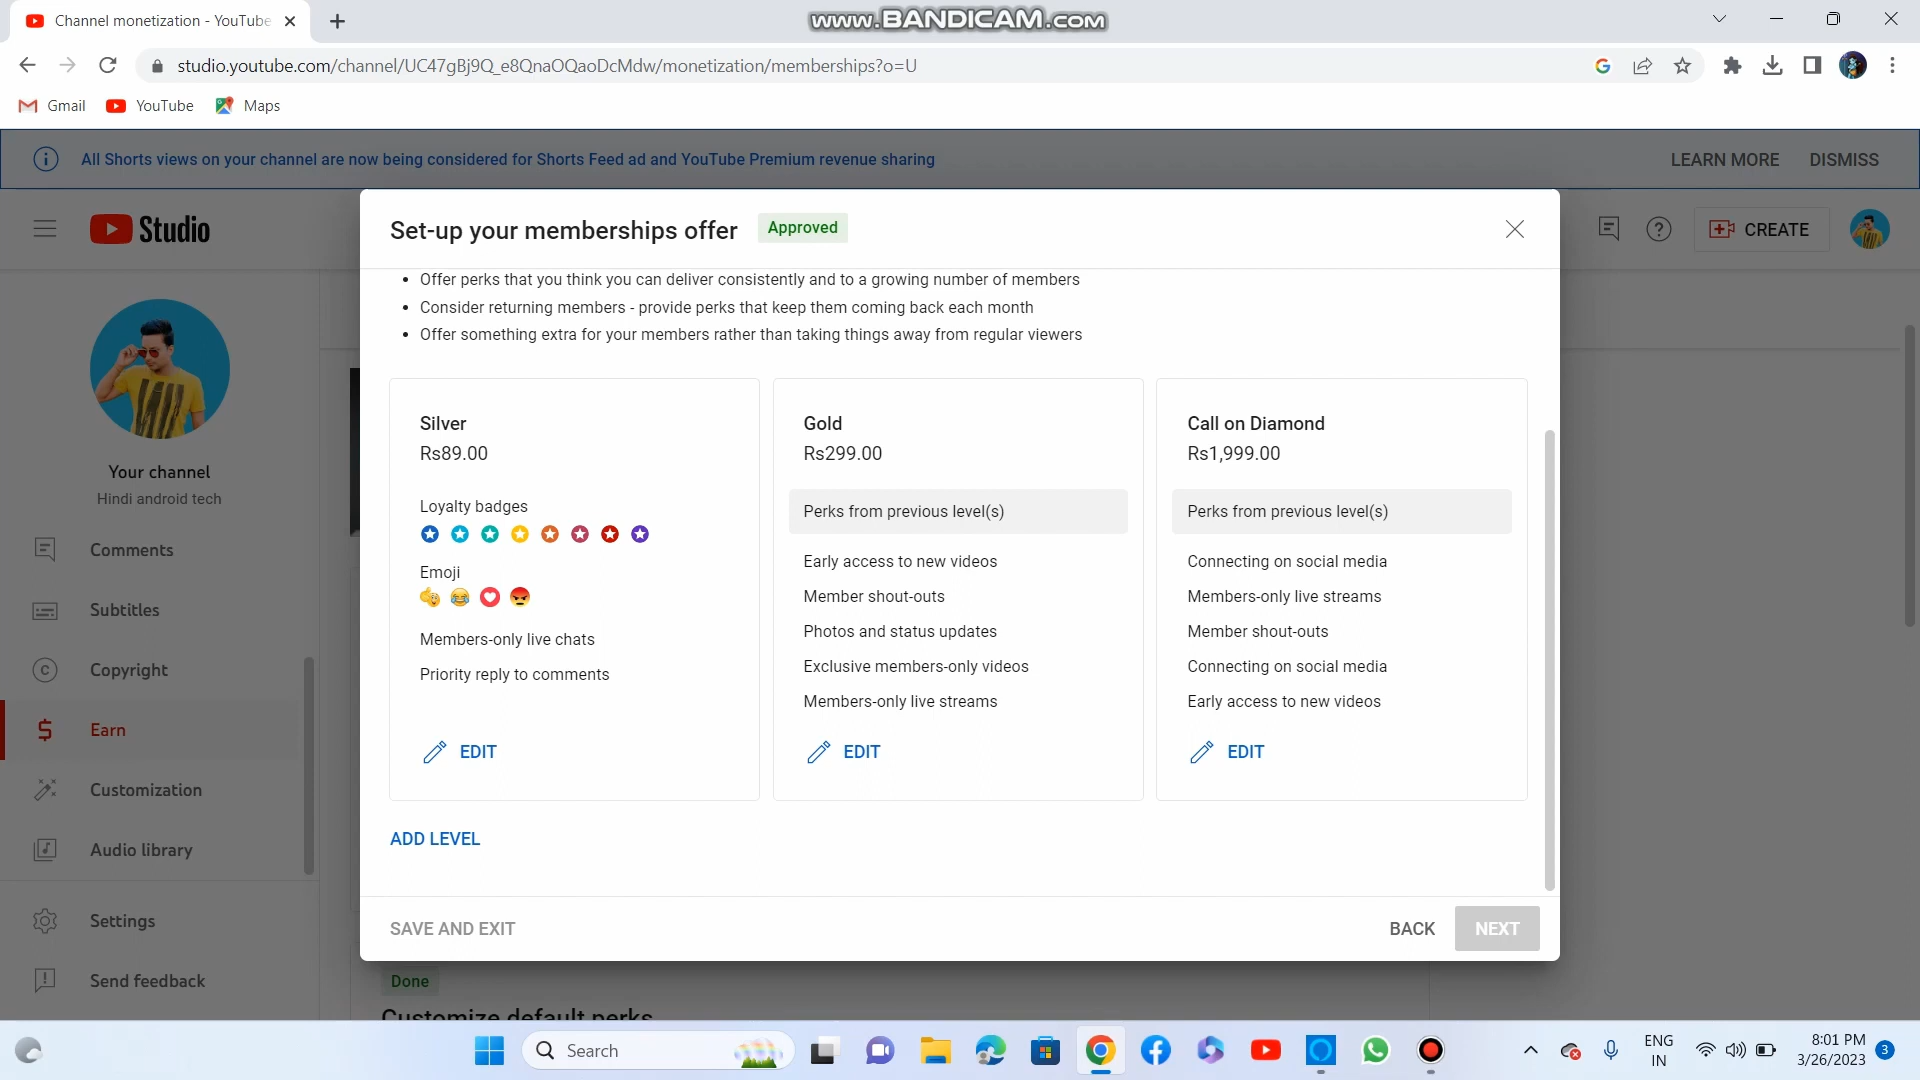 Channel monetization - YouTube
www.BANDICAM.com
studio.youtube.com/channel/UC47gBj9Q_e8QnaOQaoDcMdw/monetization/memberships?o=U
Gmail
YouTube
Maps
All Shorts views on your channel are now being considered for Shorts Feed ad and YouTube Premium revenue sharing
LEARN MORE
DISMISS
Studio
CREATE
Set-up your memberships offer
Approved
Offer perks that you think you can deliver consistently and to a growing number of members
Consider returning members - provide perks that keep them coming back each month
Offer something extra for your members rather than taking things away from regular viewers
Silver
Rs89.00
Loyalty badges
Emoji
Members-only live chats
Priority reply to comments
EDIT
Gold
Rs299.00
Perks from previous level(s)
Early access to new videos
Member shout-outs
Photos and status updates
Exclusive members-only videos
Members-only live streams
EDIT
Call on Diamond
Rs1,999.00
Perks from previous level(s)
Connecting on social media
Members-only live streams
Member shout-outs
Connecting on social media
Early access to new videos
EDIT
ADD LEVEL
SAVE AND EXIT
BACK
NEXT
Your channel
Hindi android tech
Comments
Subtitles
Copyright
Earn
Customization
Audio library
Settings
Send feedback
Done
Customize default perks
Search
ENG
IN
8:01 PM
3/26/2023
3